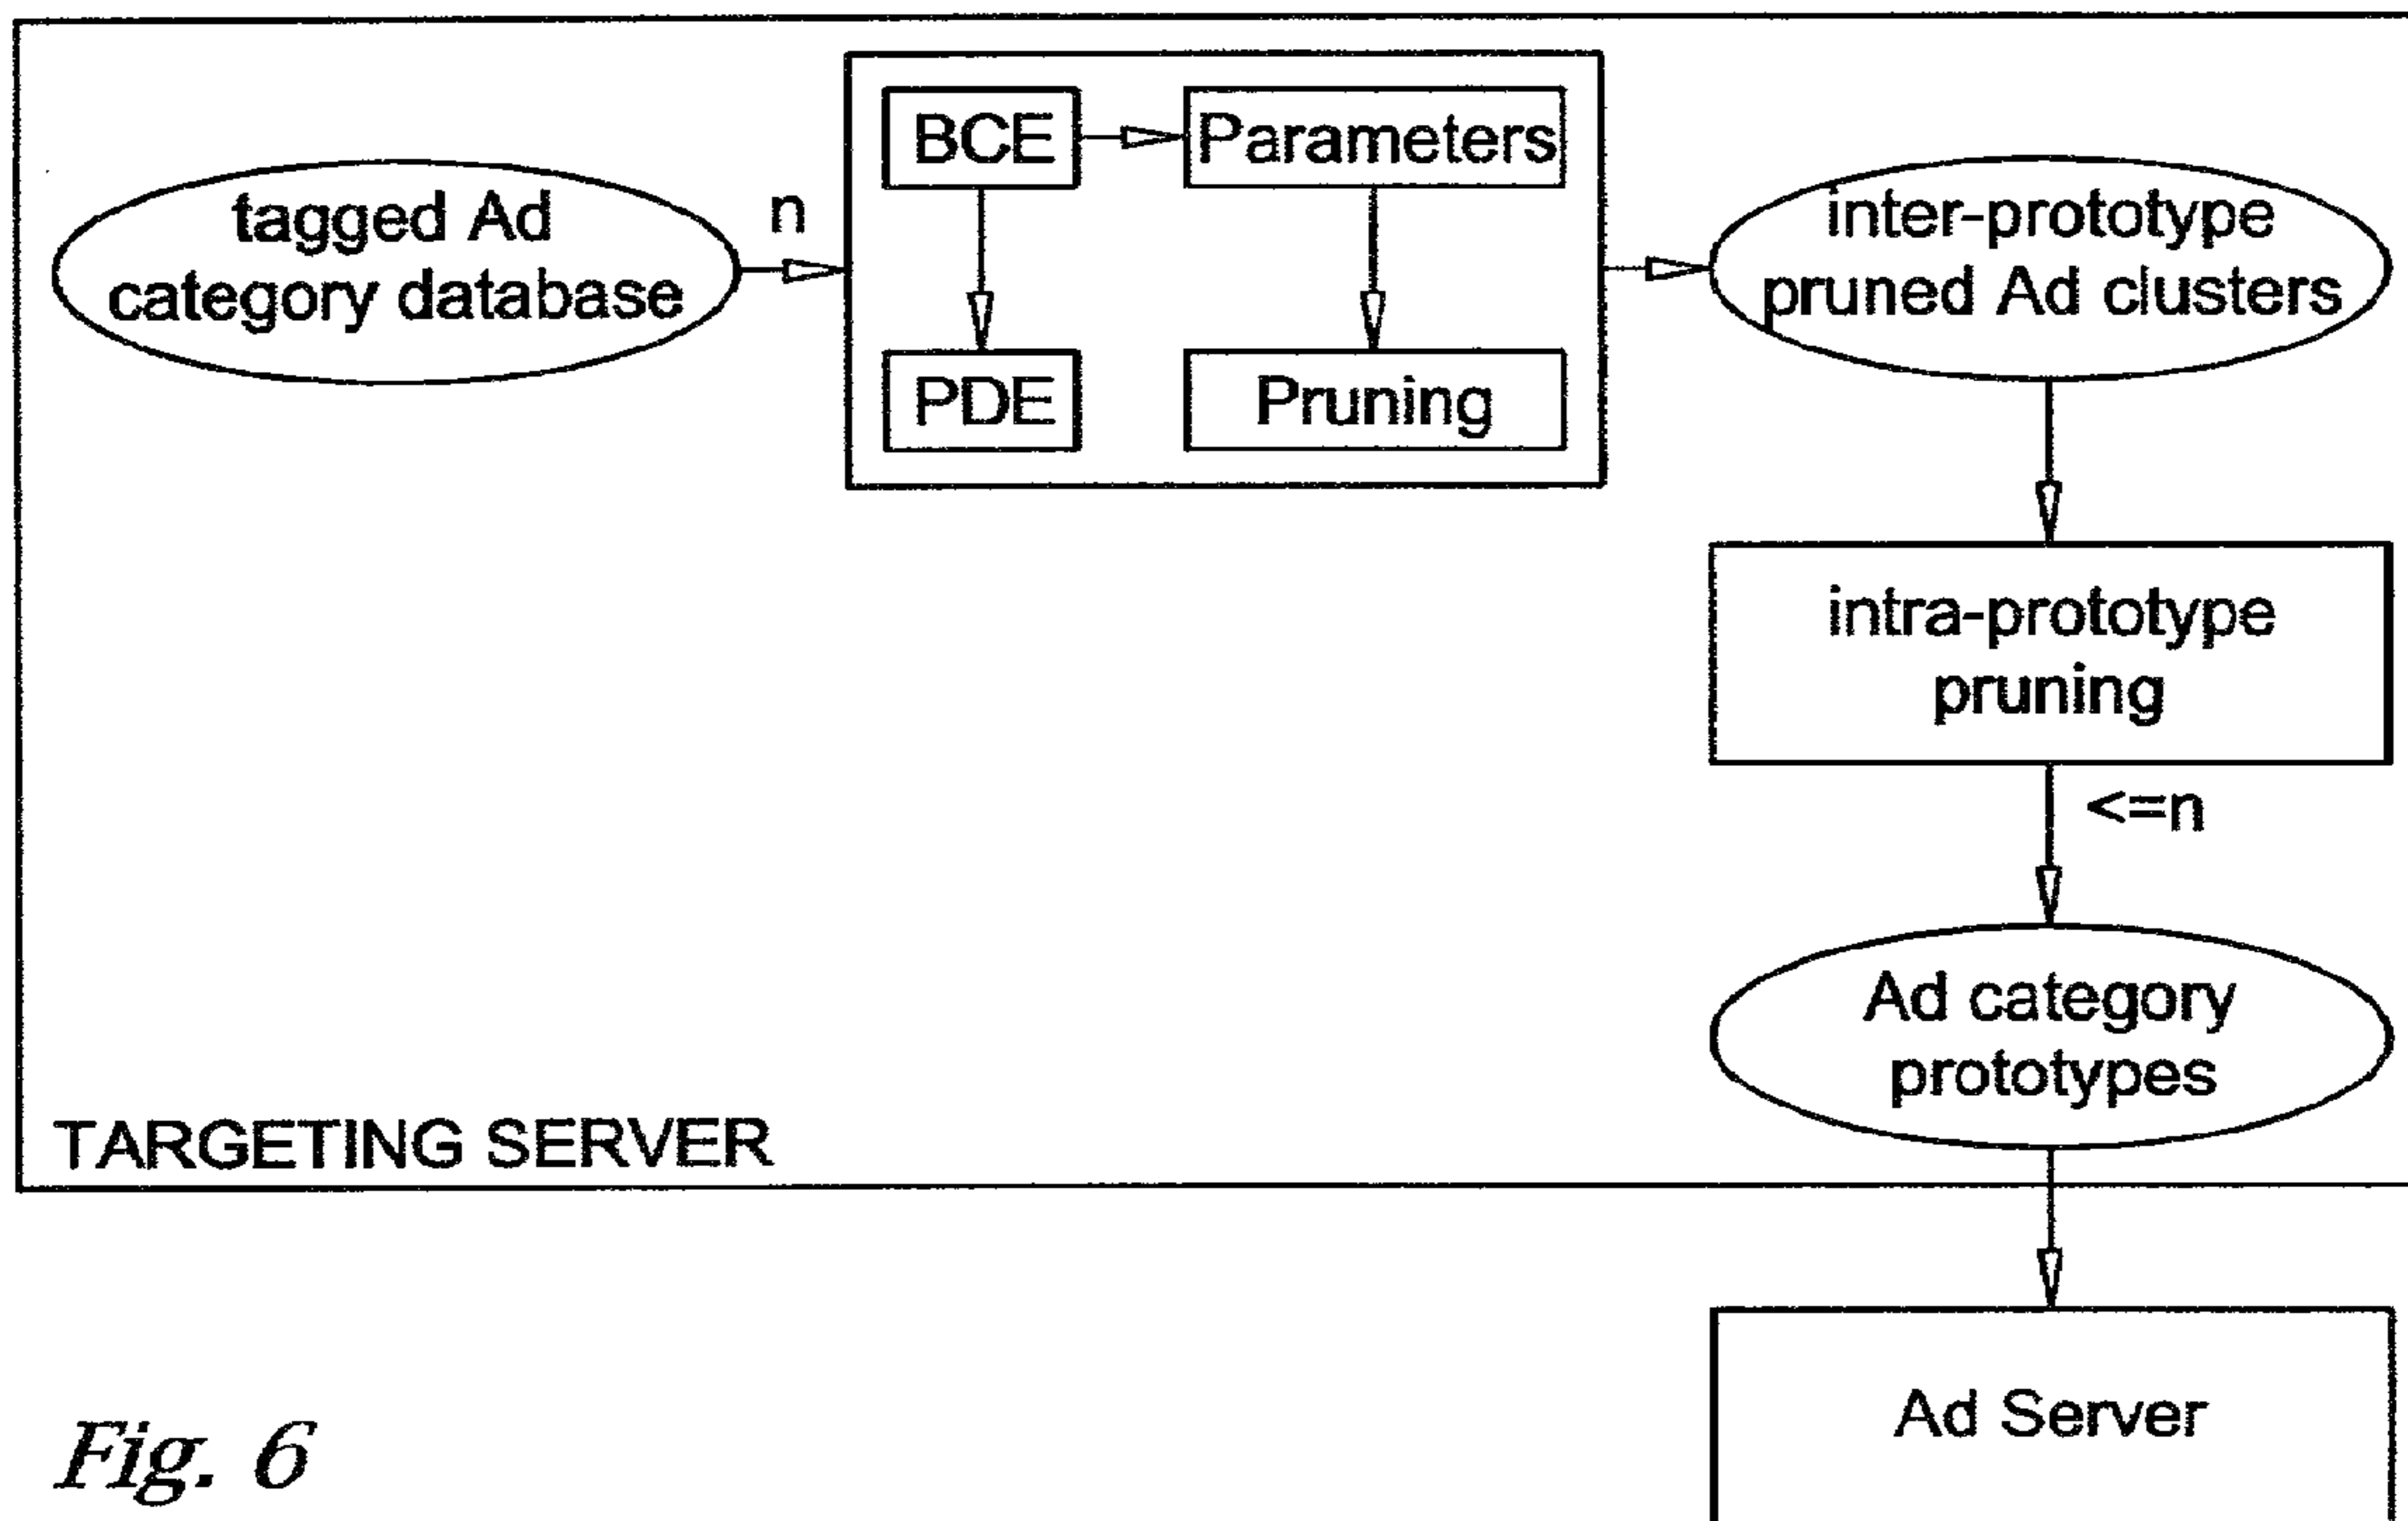 tagged Ad
category database
n
BCE
Parameters
PDE
Pruning
inter-prototype
pruned Ad clusters
intra-prototype
pruning
<=n
Ad category
prototypes
TARGETING SERVER
Ad Server
Fig. 6